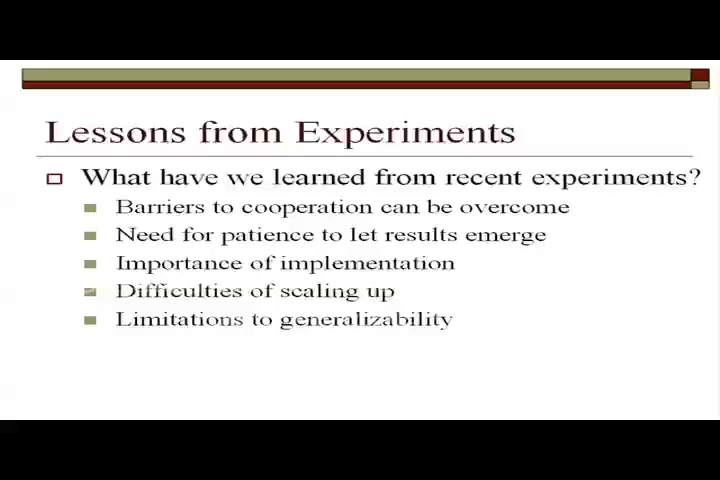 Lessons from Experiments
What have we learned from recent experiments?
Barriers to cooperation can be overcome
Need for patience to let results emerge
Importance of implementation
Difficulties of scaling up
Limitations to generalizability